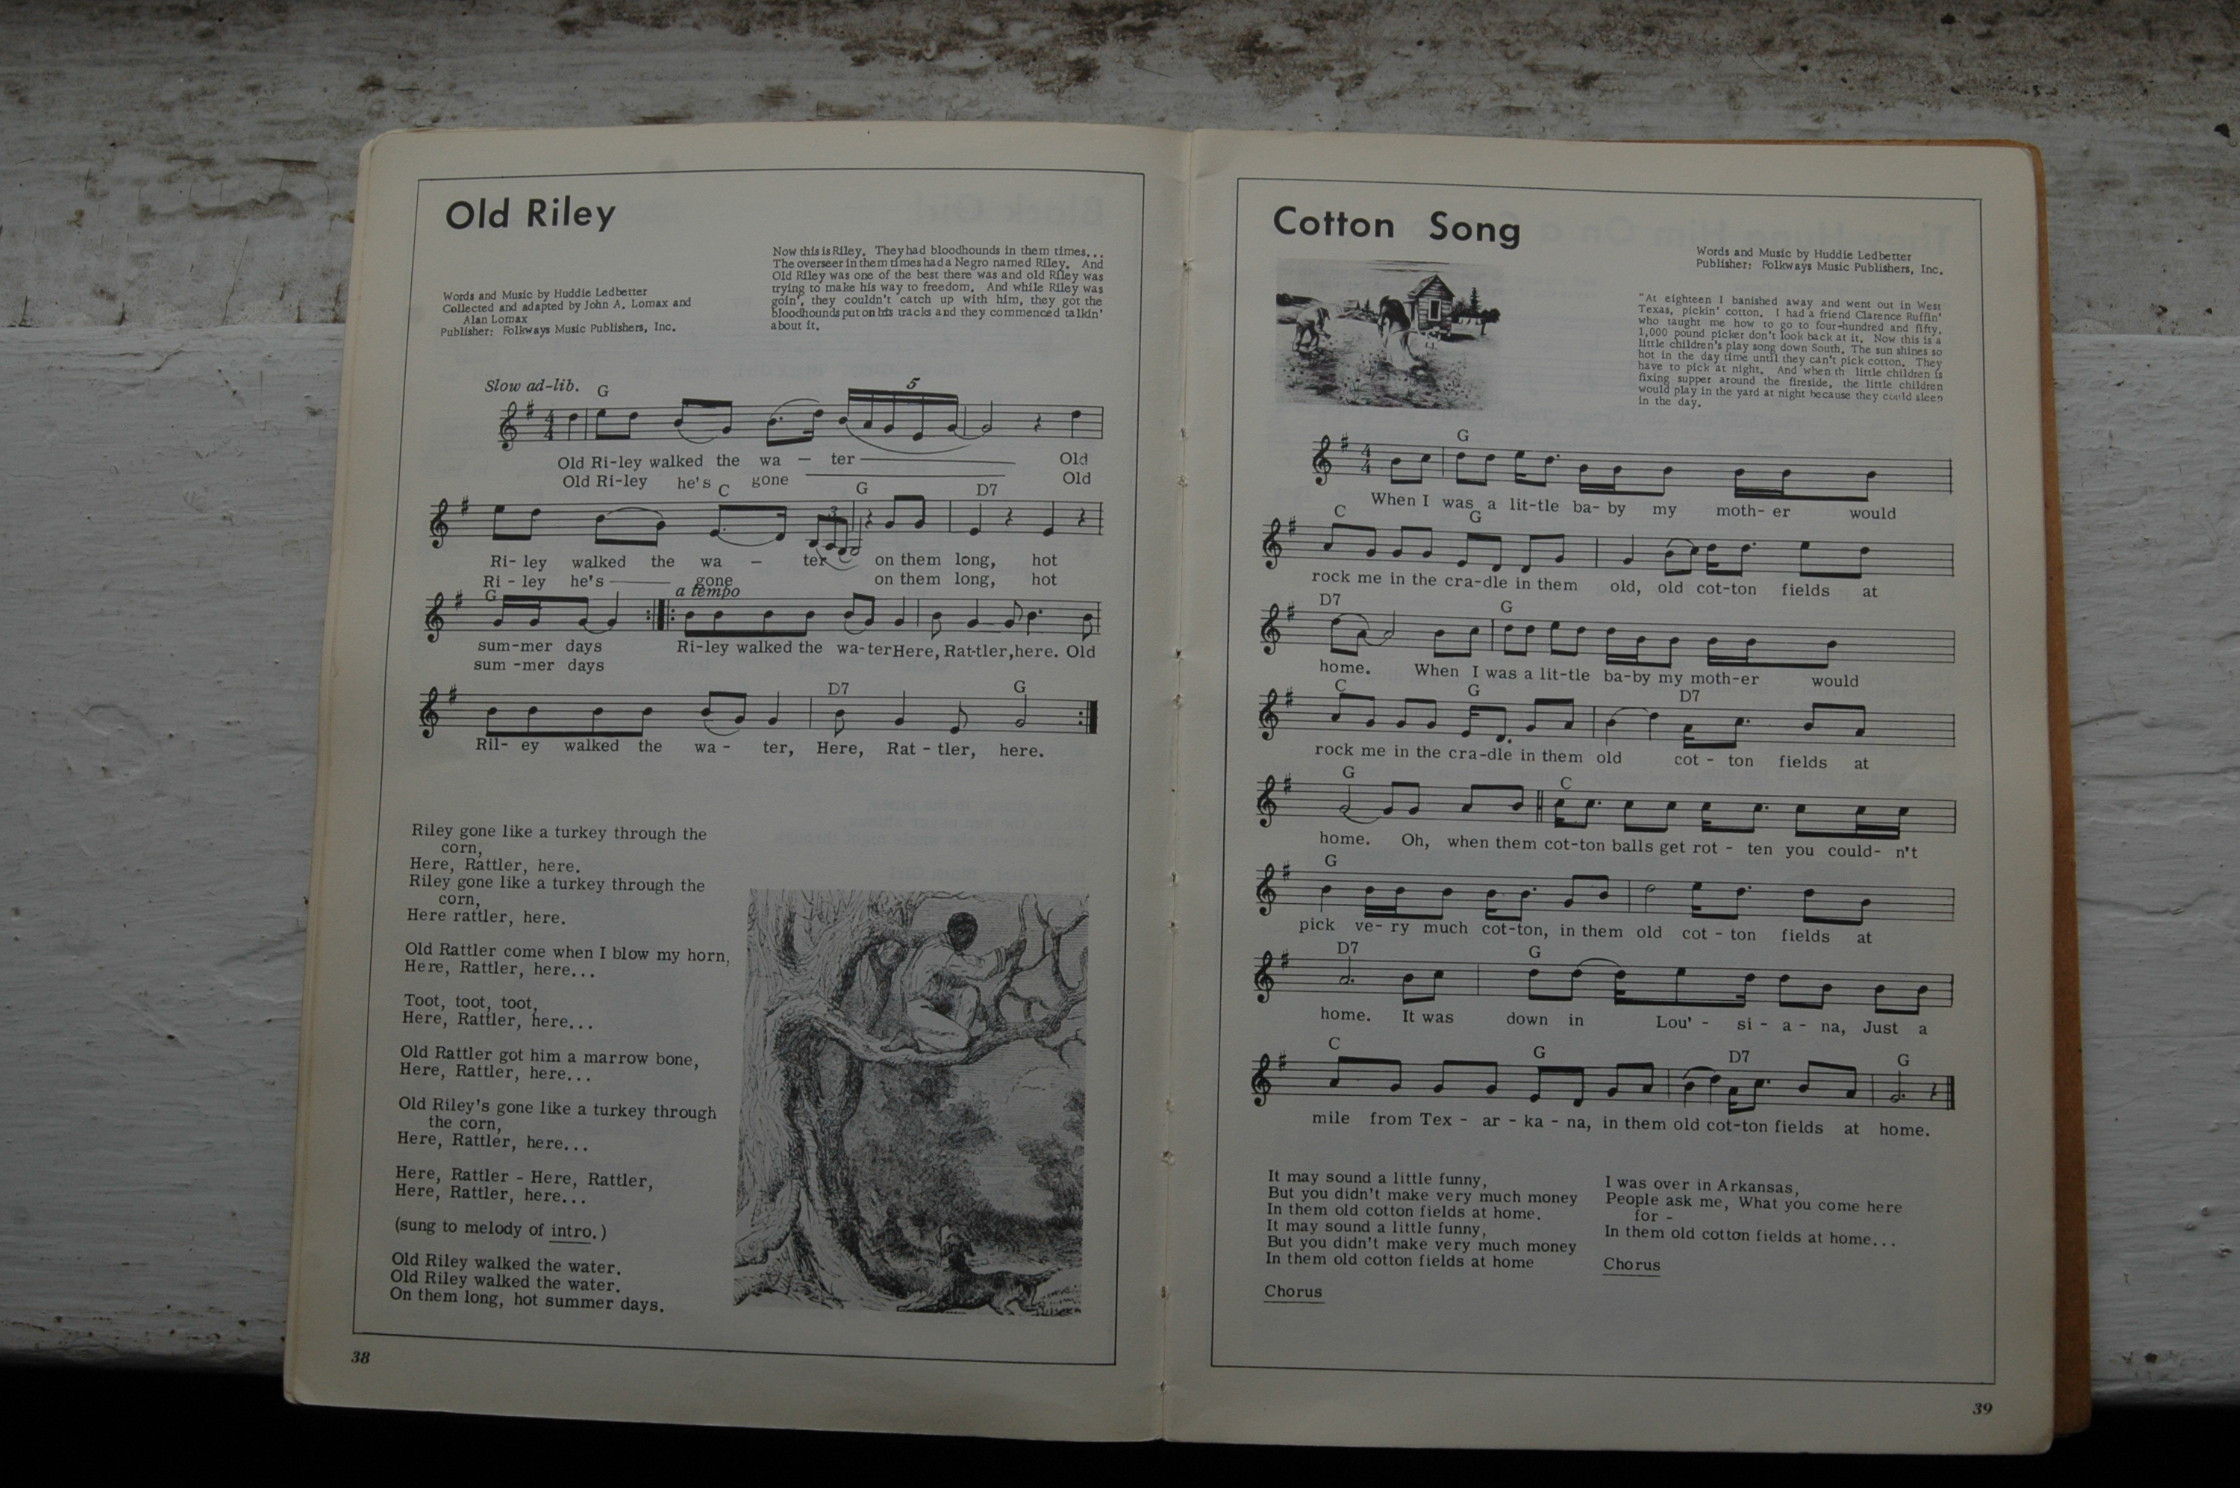 Old Riley
Words and Music by Huddie Ledbetter
Collected and adapted by John A. Lomax and
Alan Lomax
Publisher: Folkways Music Publishers, Inc.
Now this is Riley. They had bloodhounds in them times...
The overseer in them times had a Negro named Riley. And
Old Riley was one of the best there was and old Riley was
trying to make his way to freedom. And while Riley was
goin', they couldn't catch up with him, they got the
bloodhounds put on his tracks and they commenced talkin'
about it.
Slow ad-lib. G 5
Old Ri-ley walked the wa - ter Old
Old Ri-ley he's gone Old
C 3 G D7
Ri- ley walked the wa - ter on them long, hot
Ri - ley he's gone on them long, hot
G a tempo
sum-mer days Ri-ley walked the wa-ter Here, Rat-tler, here. Old
sum -mer days
D7 G
Ril- ey walked the wa - ter, Here, Rat - tler, here.
Riley gone like a turkey through the
corn,
Here, Rattler, here.
Riley gone like a turkey through the
corn,
Here rattler, here.
Old Rattler come when I blow my horn,
Here, Rattler, here...
Toot, toot, toot,
Here, Rattler, here...
Old Rattler got him a marrow bone,
Here, Rattler, here...
Old Riley's gone like a turkey through
the corn,
Here, Rattler, here...
Here, Rattler - Here, Rattler,
Here, Rattler, here...
(sung to melody of intro.)
Old Riley walked the water.
Old Riley walked the water.
On them long, hot summer days.
38
Cotton Song
Words and Music by Huddie Ledbetter
Publisher: Folkways Music Publishers, Inc.
"At eighteen I banished away and went out in West
Texas, pickin' cotton. I had a friend Clarence Ruffin'
who taught me how to go to four-hundred and fifty.
1,000 pound picker don't look back at it. Now this is a
little children's play song down South. The sun shines so
hot in the day time until they can't pick cotton. They
have to pick at night. And when th little children is
fixing supper around the fireside, the little children
would play in the yard at night because they could sleep
in the day.
G
When I was a lit-tle ba- by my moth- er would
C G
rock me in the cra-dle in them old, old cot-ton fields at
D7 G
home. When I was a lit-tle ba-by my moth-er would
C G D7
rock me in the cra-dle in them old cot - ton fields at
G C
home. Oh, when them cot-ton balls get rot - ten you could- n't
G
pick ve- ry much cot-ton, in them old cot - ton fields at
D7 G
home. It was down in Lou' - si - a - na, Just a
C G D7 G
mile from Tex - ar - ka - na, in them old cot-ton fields at home.
It may sound a little funny,
But you didn't make very much money
In them old cotton fields at home.
It may sound a little funny,
But you didn't make very much money
In them old cotton fields at home
Chorus
I was over in Arkansas,
People ask me, What you come here
for -
In them old cotton fields at home...
Chorus
39